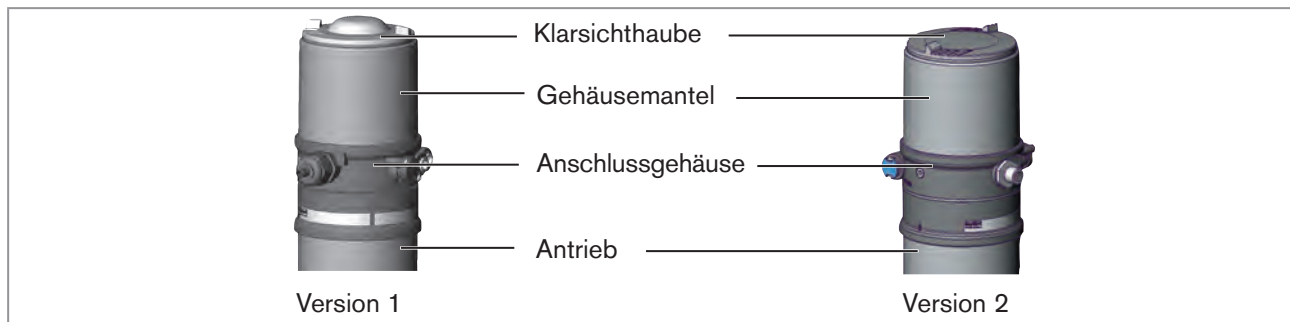 Klarsichthaube
Gehäusemantel
Anschlussgehäuse
Antrieb
Version 1
Version 2